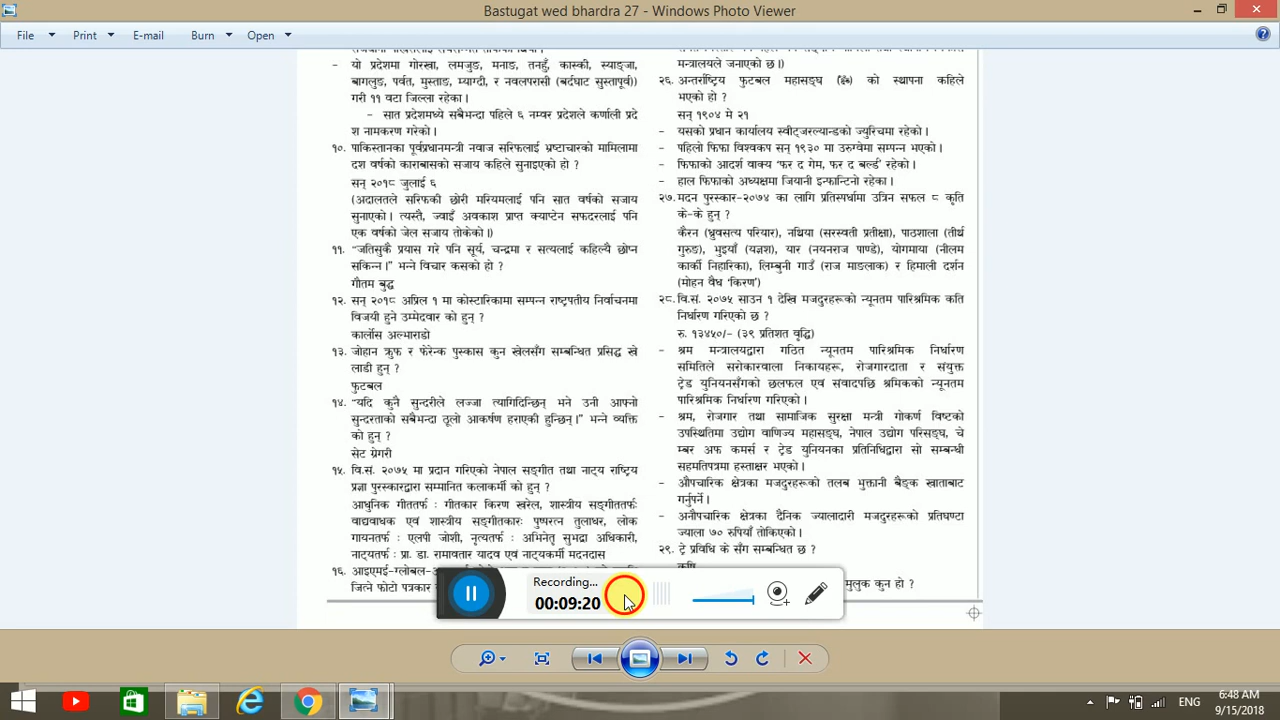 Bastugat wed bhardra 27 - Windows Photo Viewer
File Print E-mail Burn Open
- यो प्रदेशमा गोरखा, लमजुङ, मनाङ, तनहुँ, कास्की, स्याङ्जा,
बागलुङ, पर्वत, मुस्ताङ, म्याग्दी, र नवलपरासी (बर्दघाट सुस्तापूर्व)
गरी ११ वटा जिल्ला रहेका।
- सात प्रदेशमध्ये सबैभन्दा पहिले ६ नम्वर प्रदेशले कर्णाली प्रदे
श नामकरण गरेको।
१०. पाकिस्तानका पूर्वप्रधानमन्त्री नवाज सरिफलाई भ्रष्टाचारको मामिलामा
दश वर्षको काराबासको सजाय कहिले सुनाइएको हो ?
सन् २०१८ जुलाई ६
(अदालतले सरिफकी छोरी मरियमलाई पनि सात वर्षको सजाय
सुनाएको। त्यस्तै, ज्वाइँ अवकाश प्राप्त क्याप्टेन सफदरलाई पनि
एक वर्षको जेल सजाय तोकेको।)
११. "जतिसुकै प्रयास गरे पनि सूर्य, चन्द्रमा र सत्यलाई कहिल्यै छोप्न
सकिन्न।" भन्ने विचार कसको हो ?
गौतम बुद्ध
१२. सन् २०१८ अप्रिल १ मा कोस्टारिकामा सम्पन्न राष्ट्रपतीय निर्वाचनमा
विजयी हुने उम्मेदवार को हुन् ?
कार्लोस अल्भाराडो
१३. जोहान क्रुफ र फेरेन्क पुस्कास कुन खेलसँग सम्बन्धित प्रसिद्ध खे
लाडी हुन् ?
फुटबल
१४. "यदि कुनै सुन्दरीले लज्जा त्यागिदिन्छिन् भने उनी आफ्नो
सुन्दरताको सबैभन्दा ठूलो आकर्षण हराएकी हुन्छिन्।" भन्ने व्यक्ति
को हुन् ?
सेट ग्रेगरी
१५. वि.सं. २०७५ मा प्रदान गरिएको नेपाल सङ्गीत तथा नाट्य राष्ट्रिय
प्रज्ञा पुरस्कारद्वारा सम्मानित कलाकर्मी को हुन् ?
आधुनिक गीततर्फ : गीतकार किरण खरेल, शास्त्रीय सङ्गीततर्फः
वाद्यवाधक एवं शास्त्रीय सङ्गीतकारः पुष्परत्न तुलाधर, लोक
गायनतर्फ : एलपी जोशी, नृत्यतर्फ : अभिनेतृ सुभद्रा अधिकारी,
नाट्यतर्फ : प्रा. डा. रामावतार यादव एवं नाट्यकर्मी मदनदास
१६. आइएमई-ग्लोबल-
जित्ने फोटो पत्रकार
मन्त्रालयले जनाएको छ।)
२६. अन्तर्राष्ट्रिय फुटबल महासङ्घ को स्थापना कहिले
भएको हो ?
सन् १९०४ मे २१
- यसको प्रधान कार्यालय स्वीट्जरल्यान्डको ज्युरिचमा रहेको।
- पहिलो फिफा विश्वकप सन् १९३० मा उरुग्वेमा सम्पन्न भएको।
- फिफाको आदर्श वाक्य 'फर द गेम, फर द बर्ल्ड' रहेको।
- हाल फिफाको अध्यक्षमा जियानी इन्फान्टिनो रहेका।
२७. मदन पुरस्कार-२०७४ का लागि प्रतिस्पर्धामा उत्रिन सफल ८ कृति
के-के हुन् ?
कैरन (ध्रुवसत्य परियार), नथिया (सरस्वती प्रतीक्षा), पाठशाला (तीर्थ
गुरुङ), भुइयाँ (यज्ञश), यार (नयनराज पाण्डे), योगमाया (नीलम
कार्की निहारिका), लिम्बुनी गाउँ (राज माङलाक) र हिमाली दर्शन
(मोहन वैध 'किरण')
२८. वि.सं. २०७५ साउन १ देखि मजदुरहरूको न्यूनतम पारिश्रमिक कति
निर्धारण गरिएको छ ?
रु. १३४५०/- (३९ प्रतिशत वृद्धि)
- श्रम मन्त्रालयद्वारा गठित न्यूनतम पारिश्रमिक निर्धारण
समितिले सरोकारवाला निकायहरू, रोजगारदाता र संयुक्त
ट्रेड युनियनसँगको छलफल एवं संवादपछि श्रमिकको न्यूनतम
पारिश्रमिक निर्धारण गरिएको।
- श्रम, रोजगार तथा सामाजिक सुरक्षा मन्त्री गोकर्ण विष्टको
उपस्थितिमा उद्योग वाणिज्य महासङ्घ, नेपाल उद्योग परिसङ्घ, चे
म्बर अफ कमर्स र ट्रेड युनियनका प्रतिनिधिद्वारा सो सम्बन्धी
सहमतिपत्रमा हस्ताक्षर भएको।
- औपचारिक क्षेत्रका मजदुरहरूको तलब भुक्तानी बैङ्क खाताबाट
गर्नुपर्ने।
- अनौपचारिक क्षेत्रका दैनिक ज्यालादारी मजदुरहरूको प्रतिघण्टा
ज्याला ७० रुपियाँ तोकिएको।
२९. ट्रे प्रविधि के सँग सम्बन्धित छ ?
कृषि
मुलुक कुन हो ?
Recording...
00:09:20
ENG
6:48 AM
9/15/2018